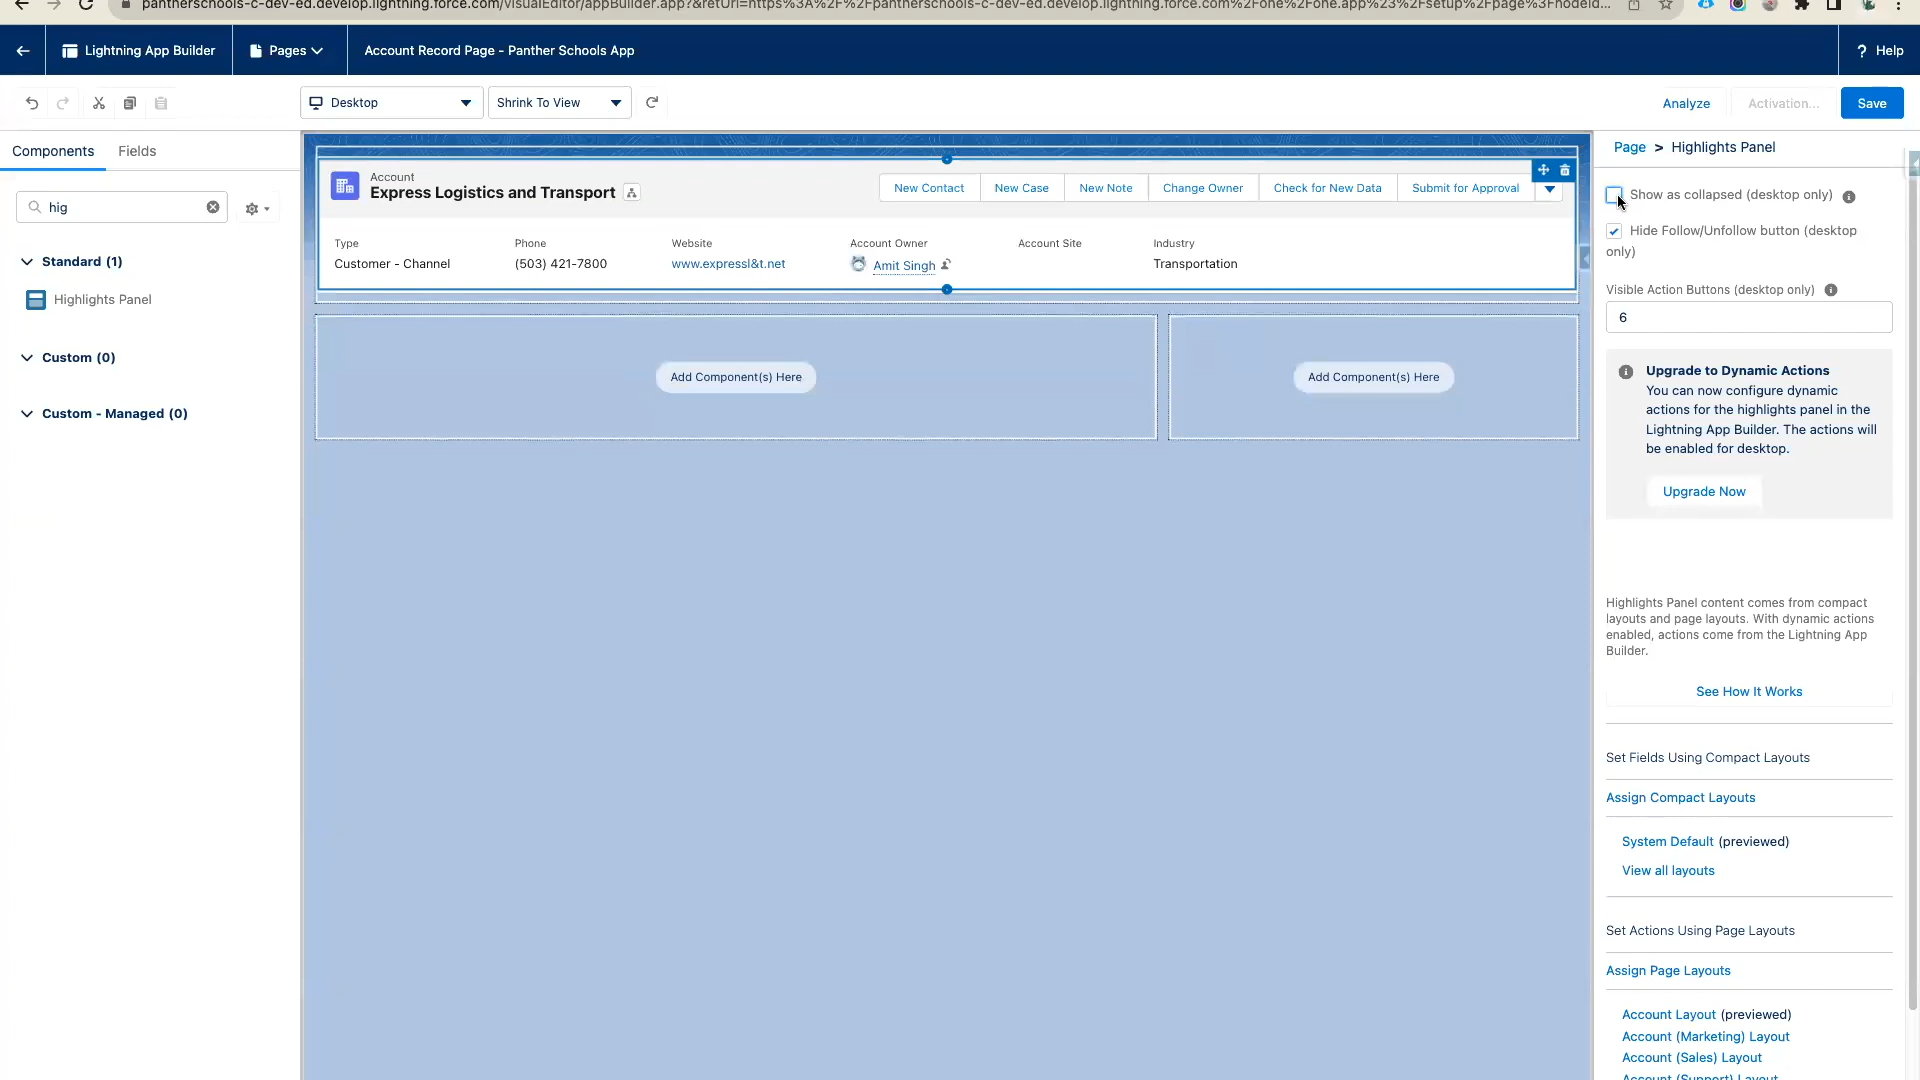 pantherschools-c-dev-ed.develop.lightning.force.com/visualEditor/appBuilder.app?&retUrl=https%3A%2F%2Fpantherschools-c-dev-ed.develop.lightning.force.com%2Fone%2Fone.app%23%2Fsetup%2Fpage%3Fnodeid...
Lightning App Builder
Pages
Account Record Page - Panther Schools App
? Help
Desktop
Shrink To View
Analyze
Activation...
Save
Components
Fields
hig
Standard (1)
Highlights Panel
Custom (0)
Custom - Managed (0)
Account
Express Logistics and Transport
New Contact
New Case
New Note
Change Owner
Check for New Data
Submit for Approval
Type
Phone
Website
Account Owner
Account Site
Industry
Customer - Channel
(503) 421-7800
www.expressl&t.net
Amit Singh
Transportation
Add Component(s) Here
Add Component(s) Here
Page > Highlights Panel
Show as collapsed (desktop only)
Hide Follow/Unfollow button (desktop
only)
Visible Action Buttons (desktop only)
6
Upgrade to Dynamic Actions
You can now configure dynamic
actions for the highlights panel in the
Lightning App Builder. The actions will
be enabled for desktop.
Upgrade Now
Highlights Panel content comes from compact
layouts and page layouts. With dynamic actions
enabled, actions come from the Lightning App
Builder.
See How It Works
Set Fields Using Compact Layouts
Assign Compact Layouts
System Default (previewed)
View all layouts
Set Actions Using Page Layouts
Assign Page Layouts
Account Layout (previewed)
Account (Marketing) Layout
Account (Sales) Layout
Account (Support) Layout